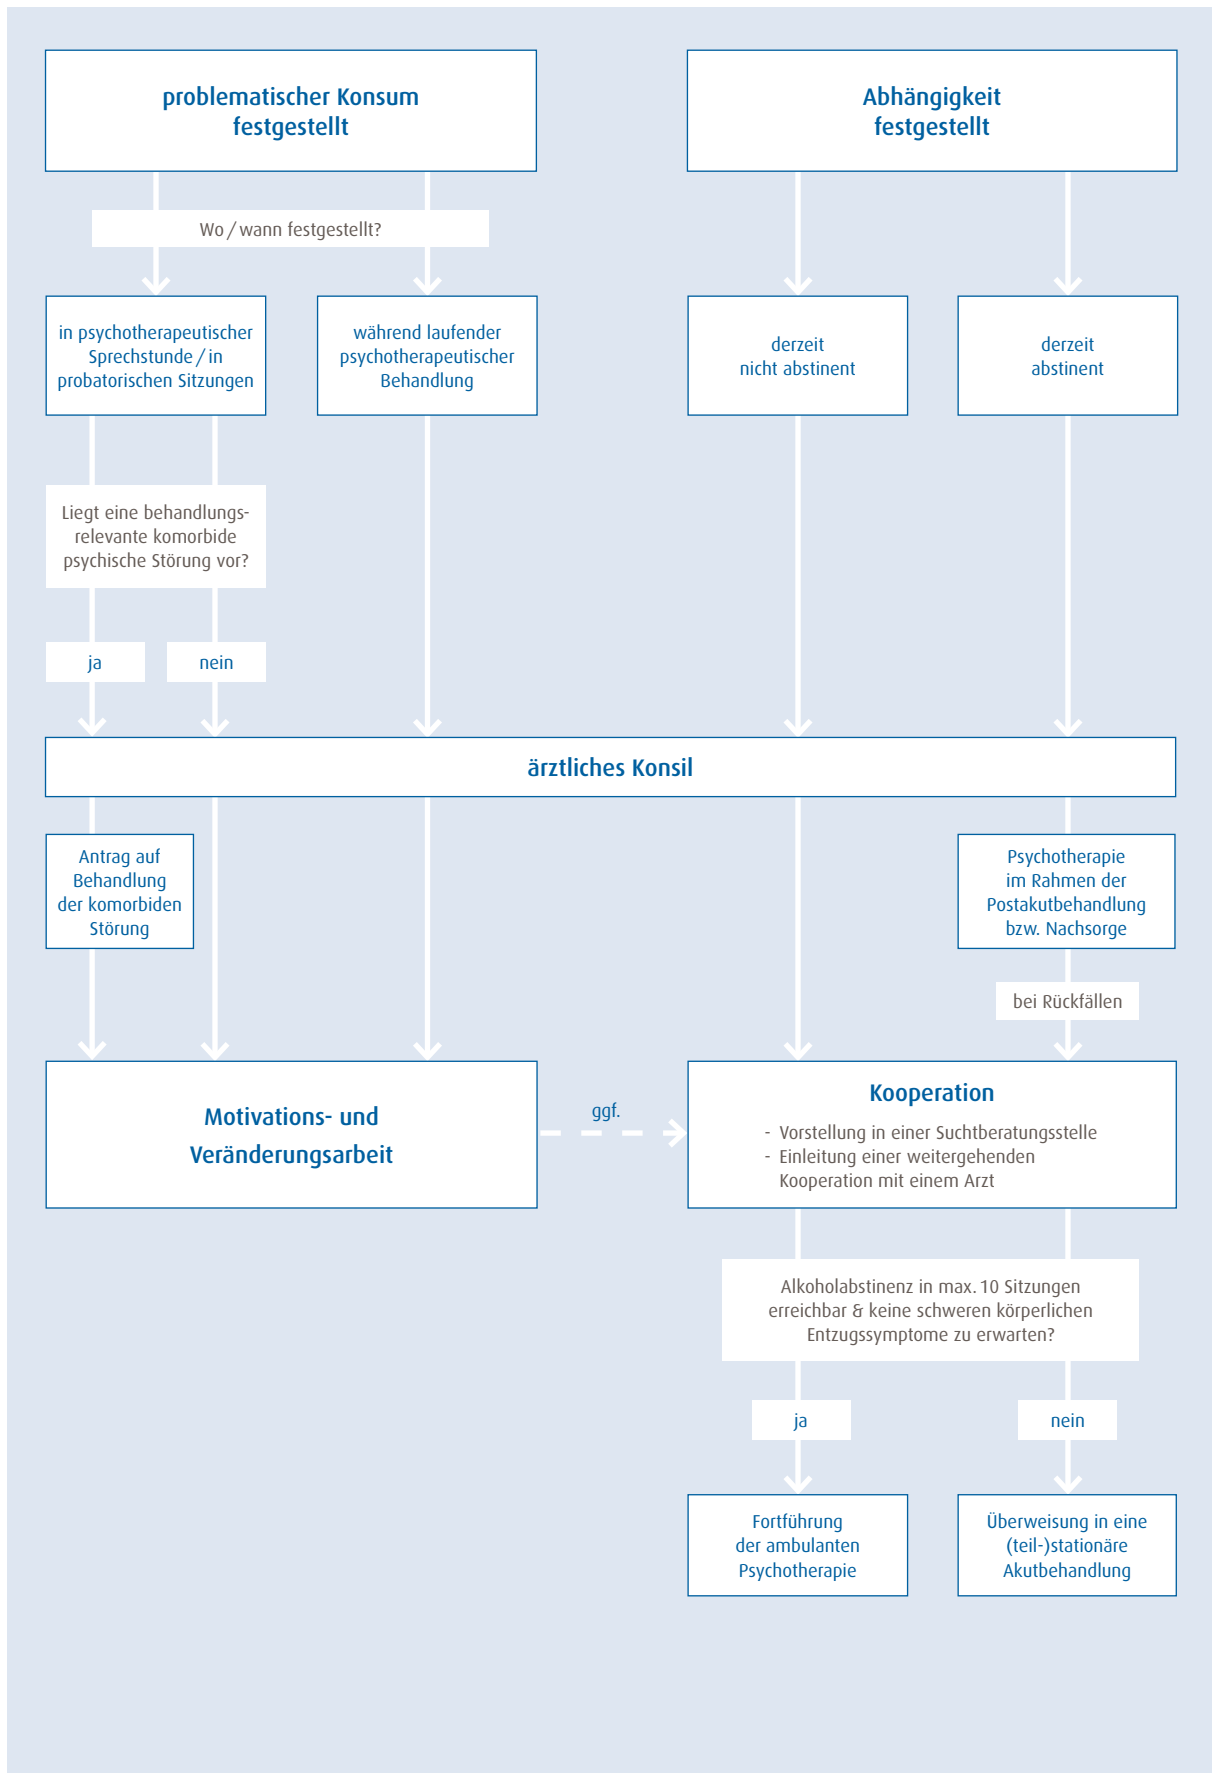 problematischer Konsum
festgestellt
Abhängigkeit
festgestellt
Wo / wann festgestellt?
in psychotherapeutischer
Sprechstunde / in
probatorischen Sitzungen
während laufender
psychotherapeutischer
Behandlung
derzeit
nicht abstinent
derzeit
abstinent
Liegt eine behandlungs-
relevante komorbide
psychische Störung vor?
ja
nein
ärztliches Konsil
Antrag auf
Behandlung
der komorbiden
Störung
Psychotherapie
im Rahmen der
Postakutbehandlung
bzw. Nachsorge
bei Rückfällen
Motivations- und
Veränderungsarbeit
ggf.
Kooperation
- Vorstellung in einer Suchtberatungsstelle
- Einleitung einer weitergehenden
Kooperation mit einem Arzt
Alkoholabstinenz in max. 10 Sitzungen
erreichbar & keine schweren körperlichen
Entzugssymptome zu erwarten?
ja
nein
Fortführung
der ambulanten
Psychotherapie
Überweisung in eine
(teil-)stationäre
Akutbehandlung